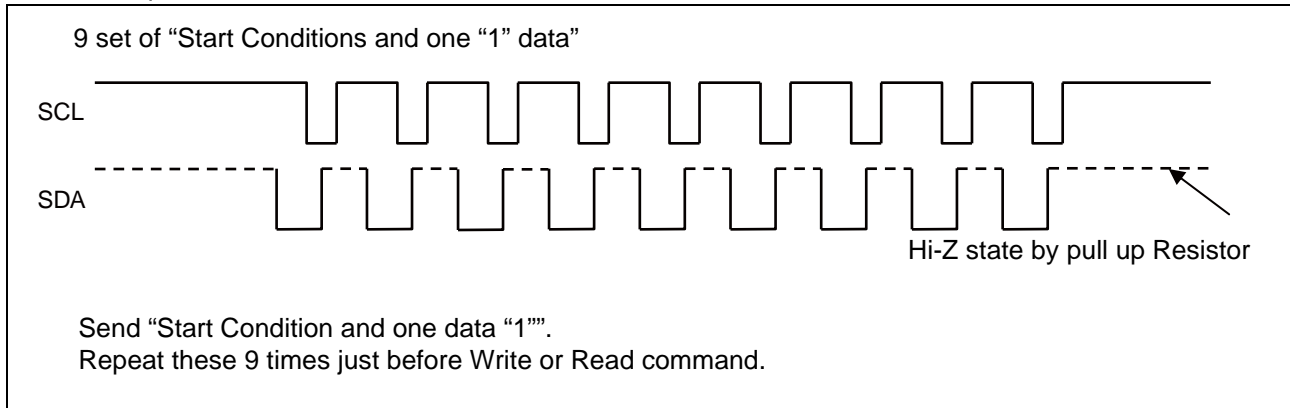 9 set of “Start Conditions and one “1” data”
SCL
SDA
Hi-Z state by pull up Resistor
Send “Start Condition and one data “1””.
Repeat these 9 times just before Write or Read command.